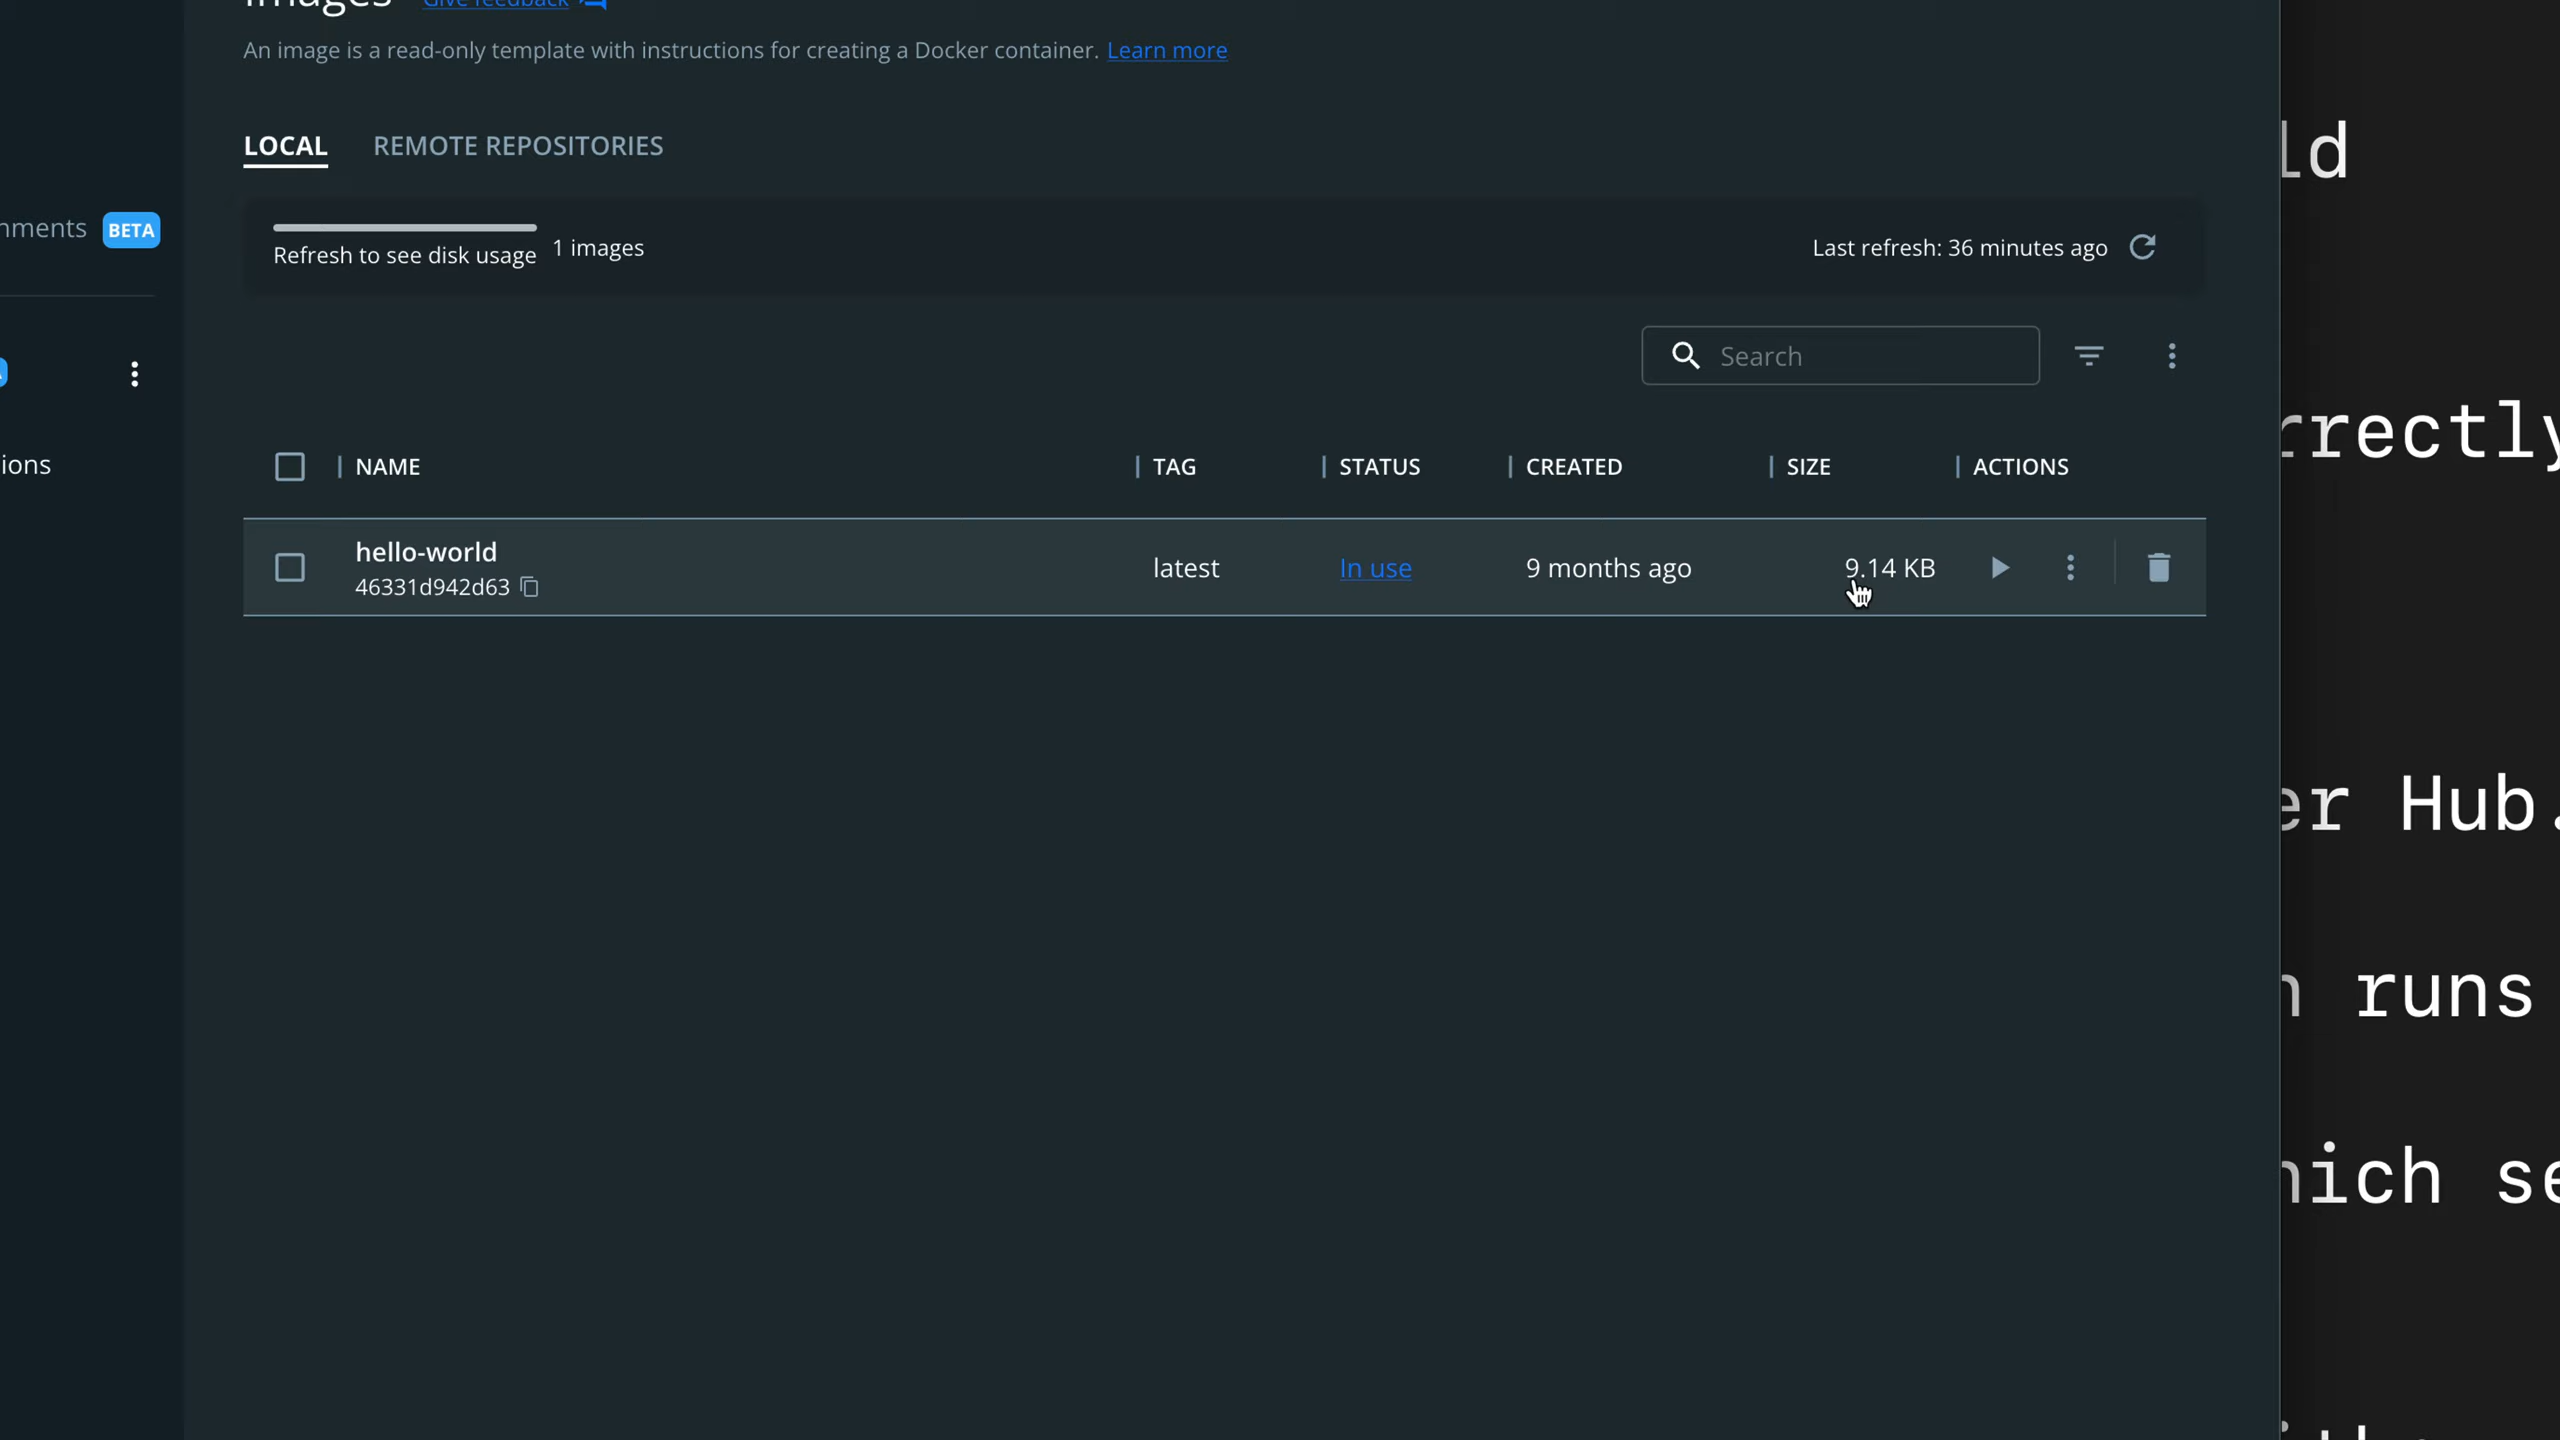 Images Give feedback
An image is a read-only template with instructions for creating a Docker container. Learn more
LOCAL REMOTE REPOSITORIES
nments BETA
Refresh to see disk usage 1 images Last refresh: 36 minutes ago
Search
ions
NAME TAG STATUS CREATED SIZE ACTIONS
hello-world
46331d942d63
latest In use 9 months ago 9.14 KB
ld
rrectly
er Hub.
n runs
hich se